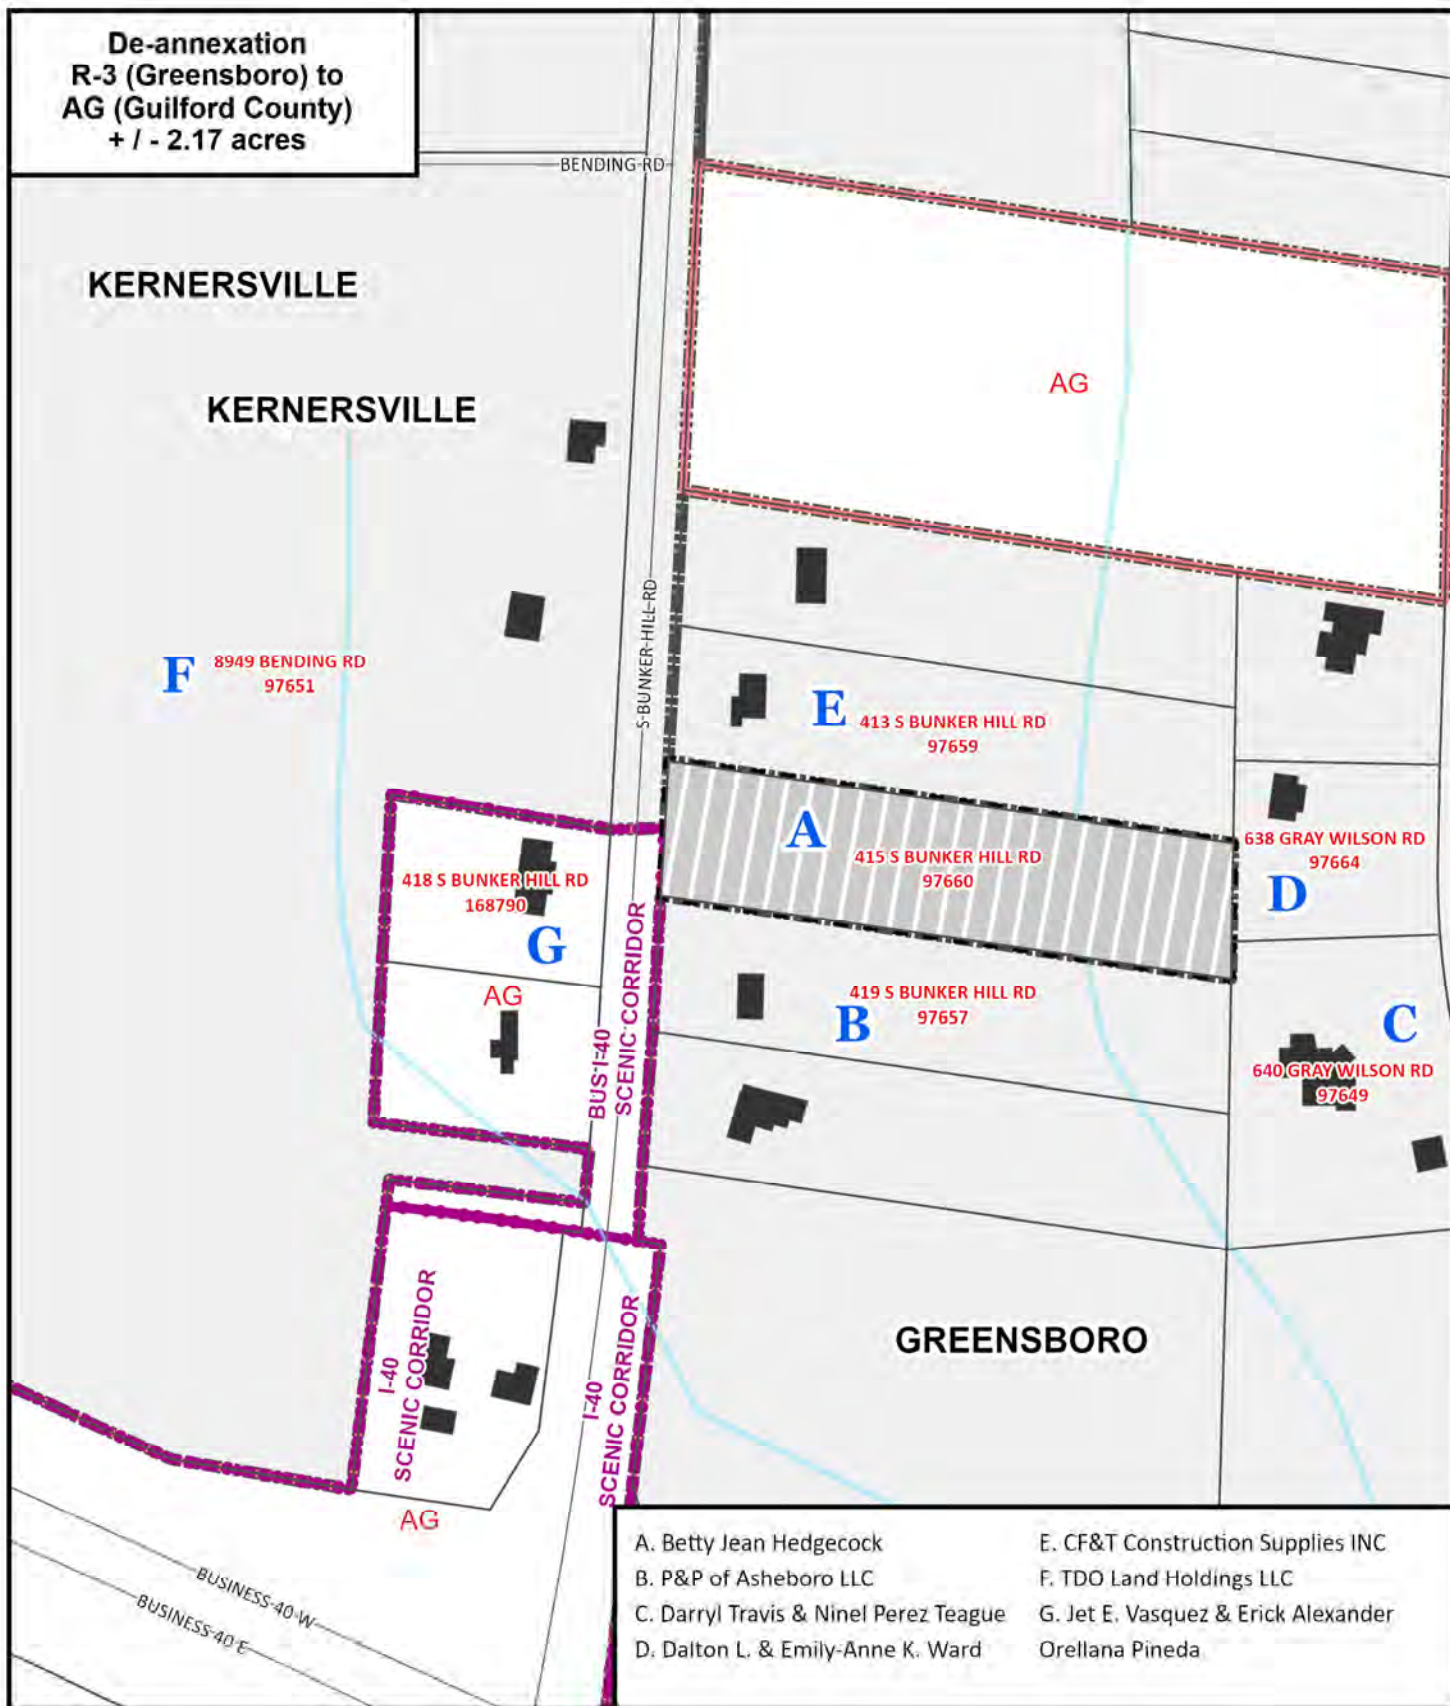 De-annexation
R-3 (Greensboro) to
AG (Guilford County)
+ / - 2.17 acres
BENDING RD
KERNERSVILLE
AG
KERNERSVILLE
S BUNKER HILL RD
F
8949 BENDING RD
97651
E
413 S BUNKER HILL RD
97659
A
415 S BUNKER HILL RD
97660
638 GRAY WILSON RD
97664
D
418 S BUNKER HILL RD
168790
G
AG
BUS I-40
SCENIC CORRIDOR
419 S BUNKER HILL RD
97657
B
C
640 GRAY WILSON RD
97649
I-40
SCENIC CORRIDOR
I-40
SCENIC CORRIDOR
GREENSBORO
AG
BUSINESS 40 W
BUSINESS 40 E
A. Betty Jean Hedgecock
B. P&P of Asheboro LLC
C. Darryl Travis & Ninel Perez Teague
D. Dalton L. & Emily-Anne K. Ward
E. CF&T Construction Supplies INC
F. TDO Land Holdings LLC
G. Jet E. Vasquez & Erick Alexander
Orellana Pineda